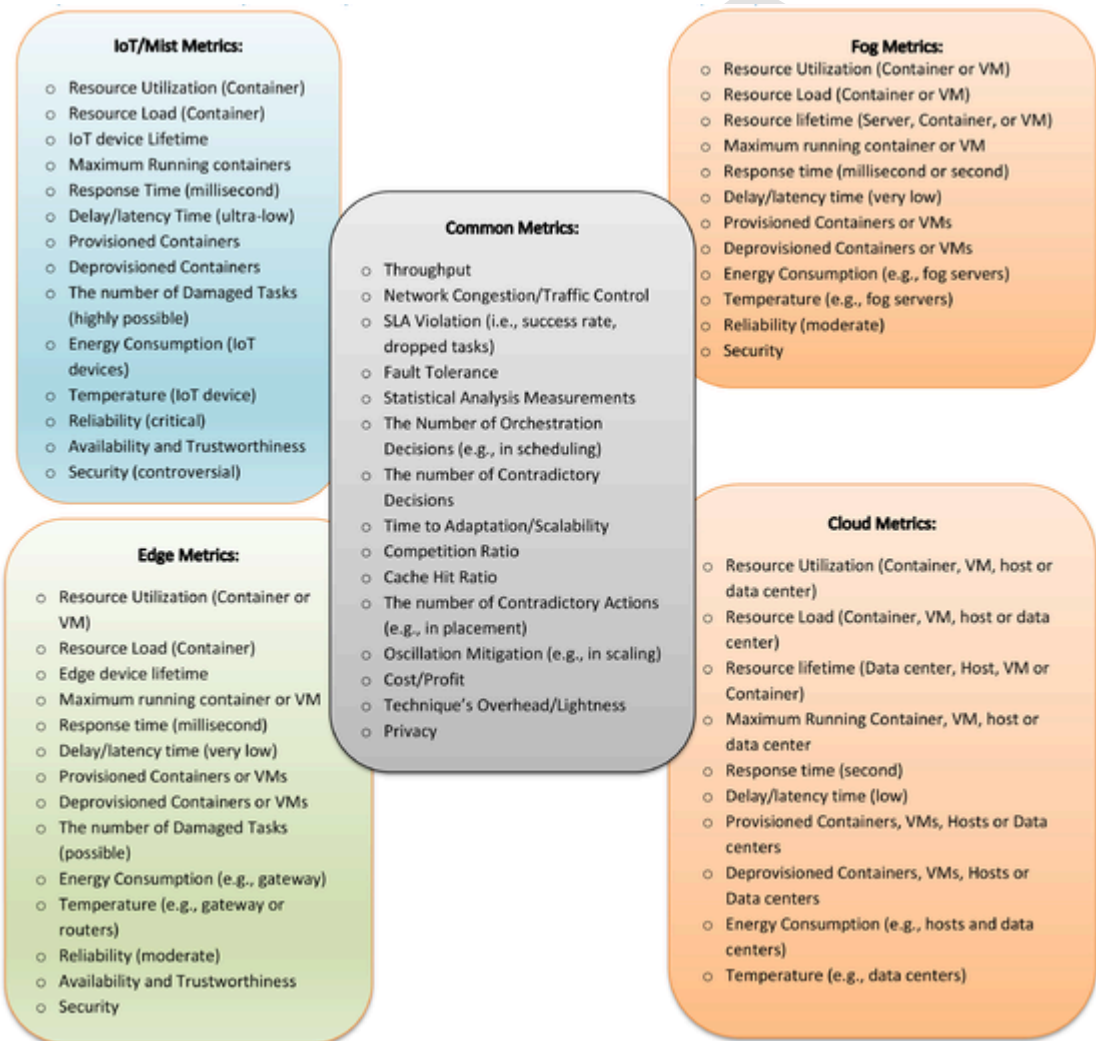 IoT/Mist Metrics:
o Resource Utilization (Container)
o Resource Load (Container)
o IoT device Lifetime
o Maximum Running containers
o Response Time (millisecond)
o Delay/latency Time (ultra-low)
o Provisioned Containers
o Deprovisioned Containers
o The number of Damaged Tasks
(highly possible)
o Energy Consumption (IoT
devices)
o Temperature (IoT device)
o Reliability (critical)
o Availability and Trustworthiness
o Security (controversial)
Fog Metrics:
o Resource Utilization (Container or VM)
o Resource Load (Container or VM)
o Resource lifetime (Server, Container, or VM)
o Maximum running container or VM
o Response time (millisecond or second)
o Delay/latency time (very low)
o Provisioned Containers or VMs
o Deprovisioned Containers or VMs
o Energy Consumption (e.g., fog servers)
o Temperature (e.g., fog servers)
o Reliability (moderate)
o Security
Common Metrics:
o Throughput
o Network Congestion/Traffic Control
o SLA Violation (i.e., success rate,
dropped tasks)
o Fault Tolerance
o Statistical Analysis Measurements
o The Number of Orchestration
Decisions (e.g., in scheduling)
o The number of Contradictory
Decisions
o Time to Adaptation/Scalability
o Competition Ratio
o Cache Hit Ratio
o The number of Contradictory Actions
(e.g., in placement)
o Oscillation Mitigation (e.g., in scaling)
o Cost/Profit
o Technique's Overhead/Lightness
o Privacy
Edge Metrics:
o Resource Utilization (Container or
VM)
o Resource Load (Container)
o Edge device lifetime
o Maximum running container or VM
o Response time (millisecond)
o Delay/latency time (very low)
o Provisioned Containers or VMs
o Deprovisioned Containers or VMs
o The number of Damaged Tasks
(possible)
o Energy Consumption (e.g., gateway)
o Temperature (e.g., gateway or
routers)
o Reliability (moderate)
o Availability and Trustworthiness
o Security
Cloud Metrics:
o Resource Utilization (Container, VM, host or
data center)
o Resource Load (Container, VM, host or data
center)
o Resource lifetime (Data center, Host, VM or
Container)
o Maximum Running Container, VM, host or
data center
o Response time (second)
o Delay/latency time (low)
o Provisioned Containers, VMs, Hosts or Data
centers
o Deprovisioned Containers, VMs, Hosts or
Data centers
o Energy Consumption (e.g., hosts and data
centers)
o Temperature (e.g., data centers)